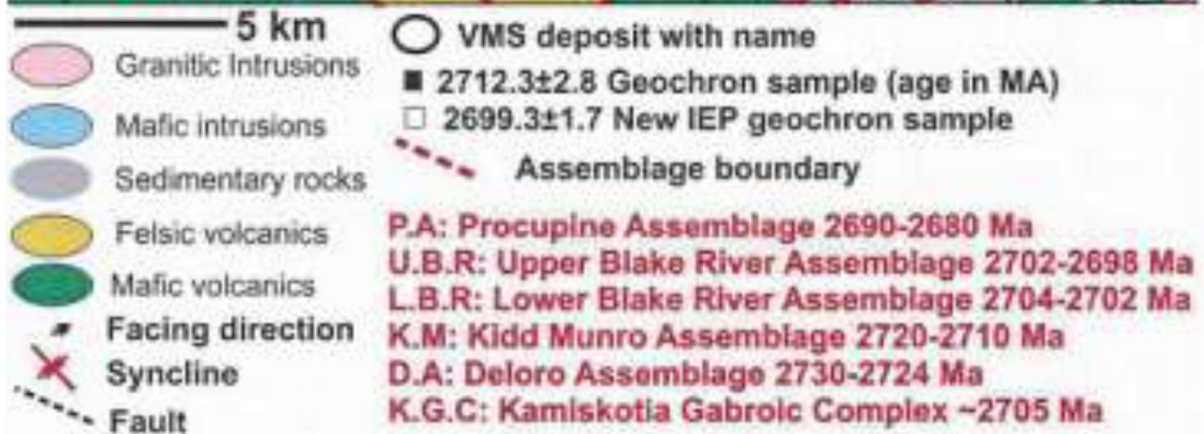 5 km
Granitic Intrusions
Mafic intrusions
Sedimentary rocks
Felsic volcanics
Mafic volcanics
Facing direction
Syncline
Fault
VMS deposit with name
2712.3±2.8 Geochron sample (age in MA)
2699.3±1.7 New IEP geochron sample
Assemblage boundary
P.A: Procupine Assemblage 2690-2680 Ma
U.B.R: Upper Blake River Assemblage 2702-2698 Ma
L.B.R: Lower Blake River Assemblage 2704-2702 Ma
K.M: Kidd Munro Assemblage 2720-2710 Ma
D.A: Deloro Assemblage 2730-2724 Ma
K.G.C: Kamiskotia Gabroic Complex ~2705 Ma